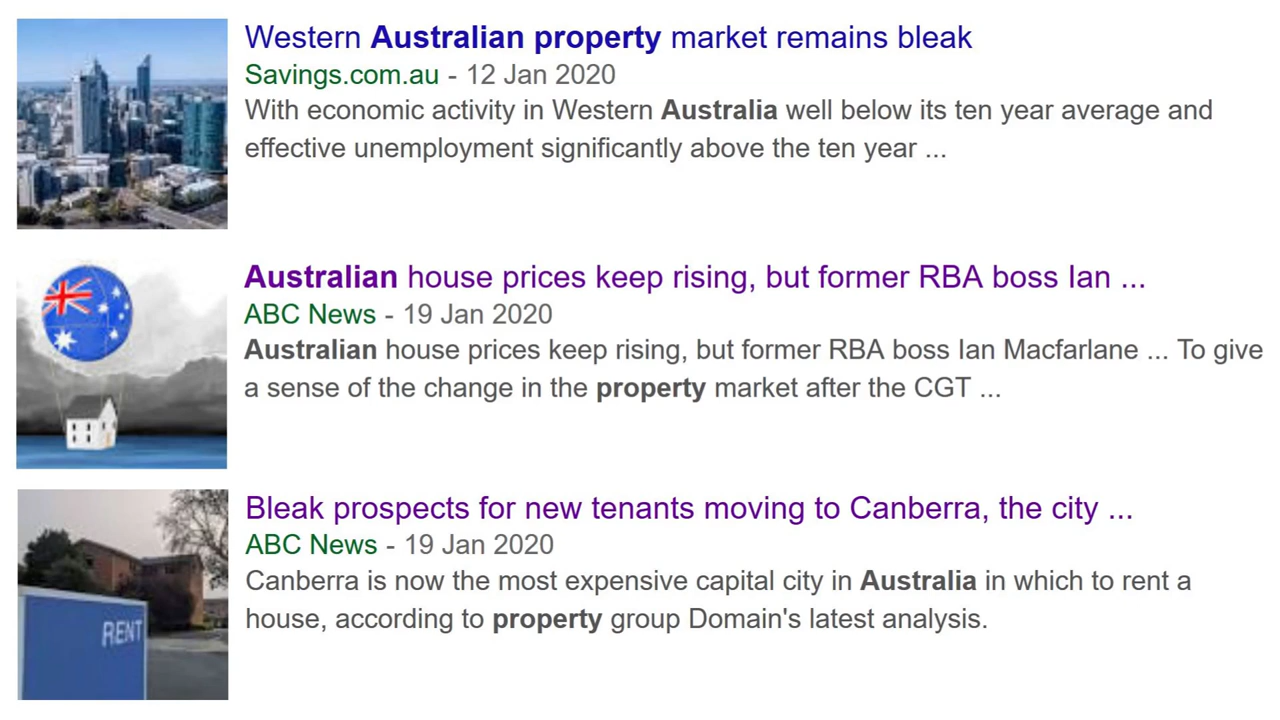 Western Australian property market remains bleak
Savings.com.au - 12 Jan 2020
With economic activity in Western Australia well below its ten year average and
effective unemployment significantly above the ten year ...
Australian house prices keep rising, but former RBA boss Ian ...
ABC News - 19 Jan 2020
Australian house prices keep rising, but former RBA boss Ian Macfarlane ... To give
a sense of the change in the property market after the CGT ...
Bleak prospects for new tenants moving to Canberra, the city ...
ABC News - 19 Jan 2020
Canberra is now the most expensive capital city in Australia in which to rent a
house, according to property group Domain's latest analysis.
RENT